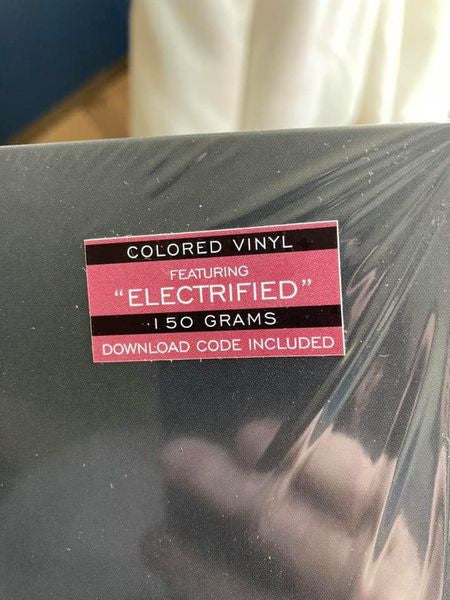 COLORED VINYL
FEATURING
“ELECTRIFIED”
150 GRAMS
DOWNLOAD CODE INCLUDED